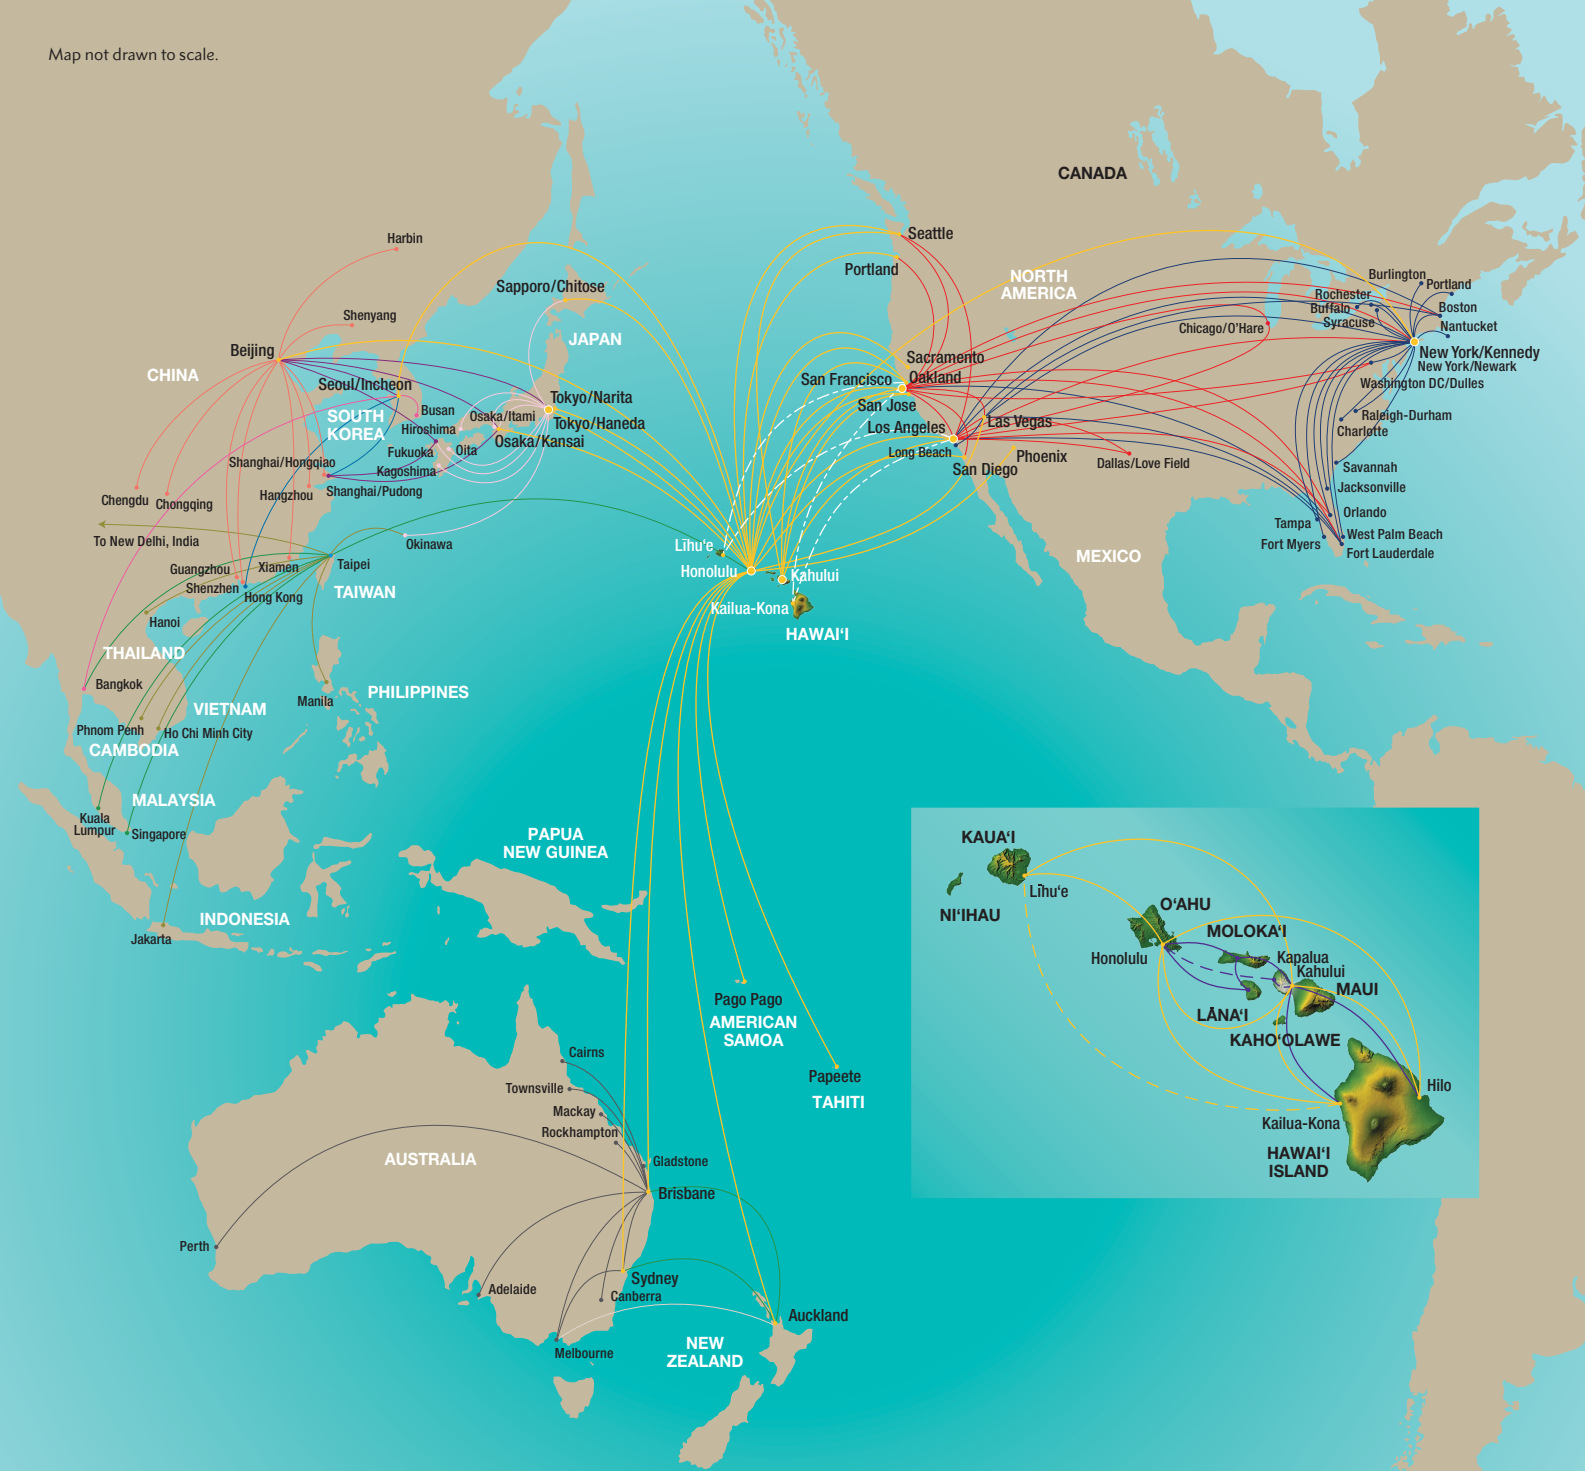 Map not drawn to scale.
CANADA
Harbin
Seattle
Portland
NORTH
AMERICA
Burlington
Portland
Rochester
Boston
Buffalo
Syracuse
Nantucket
Chicago/O'Hare
Sapporo/Chitose
Shenyang
JAPAN
Beijing
CHINA
New York/Kennedy
New York/Newark
Washington DC/Dulles
Sacramento
San Francisco
Oakland
San Jose
Seoul/Incheon
SOUTH
KOREA
Busan
Tokyo/Narita
Osaka/Itami
Tokyo/Haneda
Hiroshima
Osaka/Kansai
Fukuoka
Oita
Kagoshima
Raleigh-Durham
Charlotte
Las Vegas
Los Angeles
Long Beach
Phoenix
San Diego
Dallas/Love Field
Shanghai/Hongqiao
Shanghai/Pudong
Hangzhou
Chengdu
Chongqing
Savannah
Jacksonville
Orlando
Tampa
West Palm Beach
Fort Myers
Fort Lauderdale
To New Delhi, India
Okinawa
Līhu‘e
Honolulu
Kahului
Kailua-Kona
HAWAI‘I
MEXICO
Taipei
Xiamen
Guangzhou
Shenzhen
Hong Kong
TAIWAN
Hanoi
THAILAND
Bangkok
VIETNAM
Manila
PHILIPPINES
Phnom Penh
Ho Chi Minh City
CAMBODIA
MALAYSIA
Kuala
Lumpur
Singapore
PAPUA
NEW GUINEA
INDONESIA
Jakarta
Pago Pago
AMERICAN
SAMOA
Papeete
TAHITI
Cairns
Townsville
Mackay
Rockhampton
Gladstone
AUSTRALIA
Brisbane
Perth
Adelaide
Sydney
Canberra
Melbourne
Auckland
NEW
ZEALAND
KAUA‘I
Līhu‘e
NI‘IHAU
O‘AHU
Honolulu
MOLOKA‘I
Kapalua
Kahului
MAUI
LĀNA‘I
KAHO‘OLAWE
Hilo
Kailua-Kona
HAWAI‘I
ISLAND